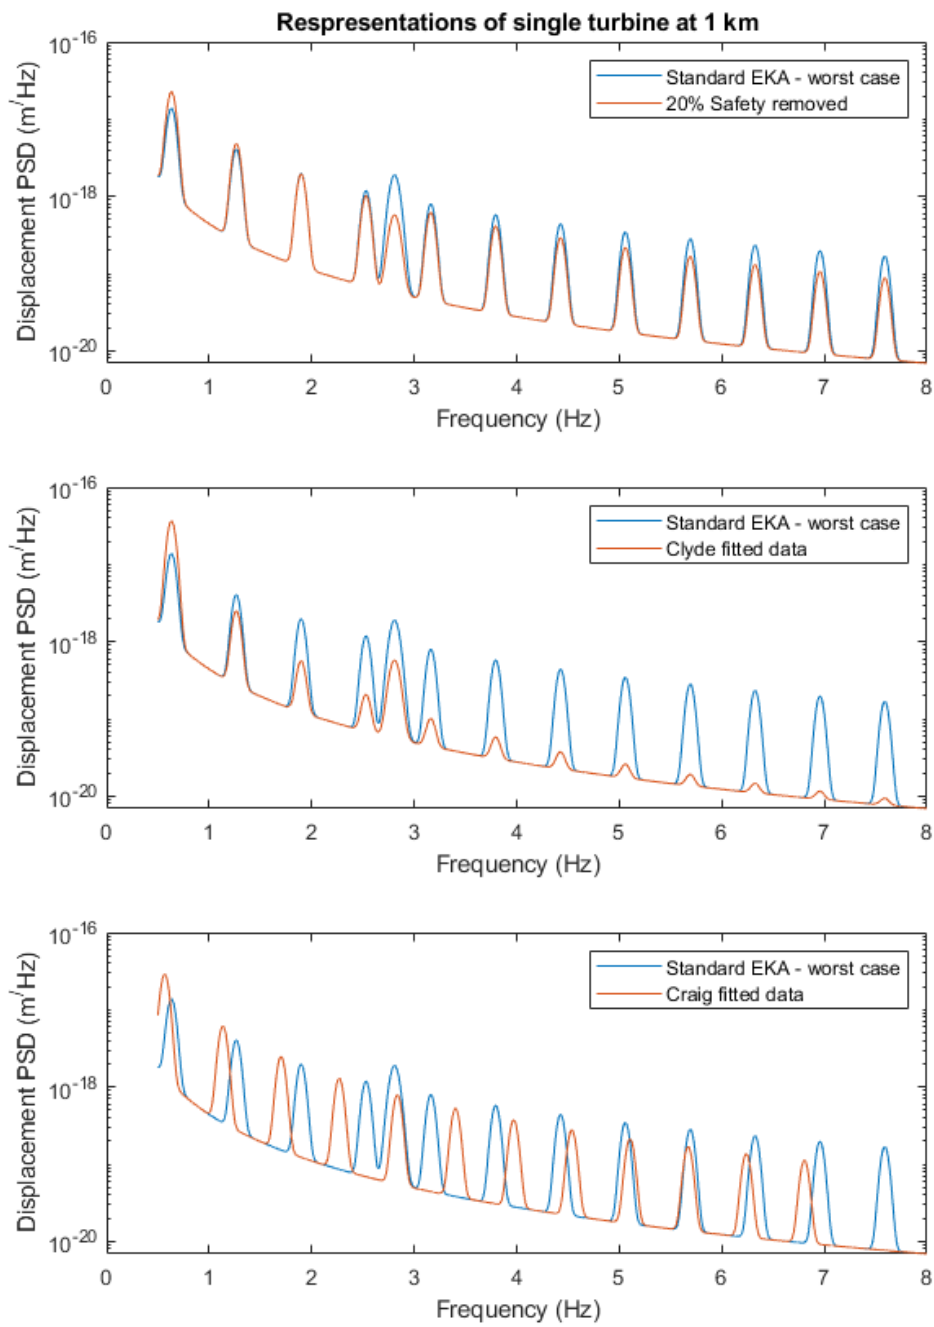 Respresentations of single turbine at 1 km
10^-16
10^-18
10^-20
Displacement PSD (m^/Hz)
Standard EKA - worst case
20% Safety removed
0 1 2 3 4 5 6 7 8
Frequency (Hz)
10^-16
10^-18
10^-20
Displacement PSD (m^/Hz)
Standard EKA - worst case
Clyde fitted data
0 1 2 3 4 5 6 7 8
Frequency (Hz)
10^-16
10^-18
10^-20
Displacement PSD (m^/Hz)
Standard EKA - worst case
Craig fitted data
0 1 2 3 4 5 6 7 8
Frequency (Hz)